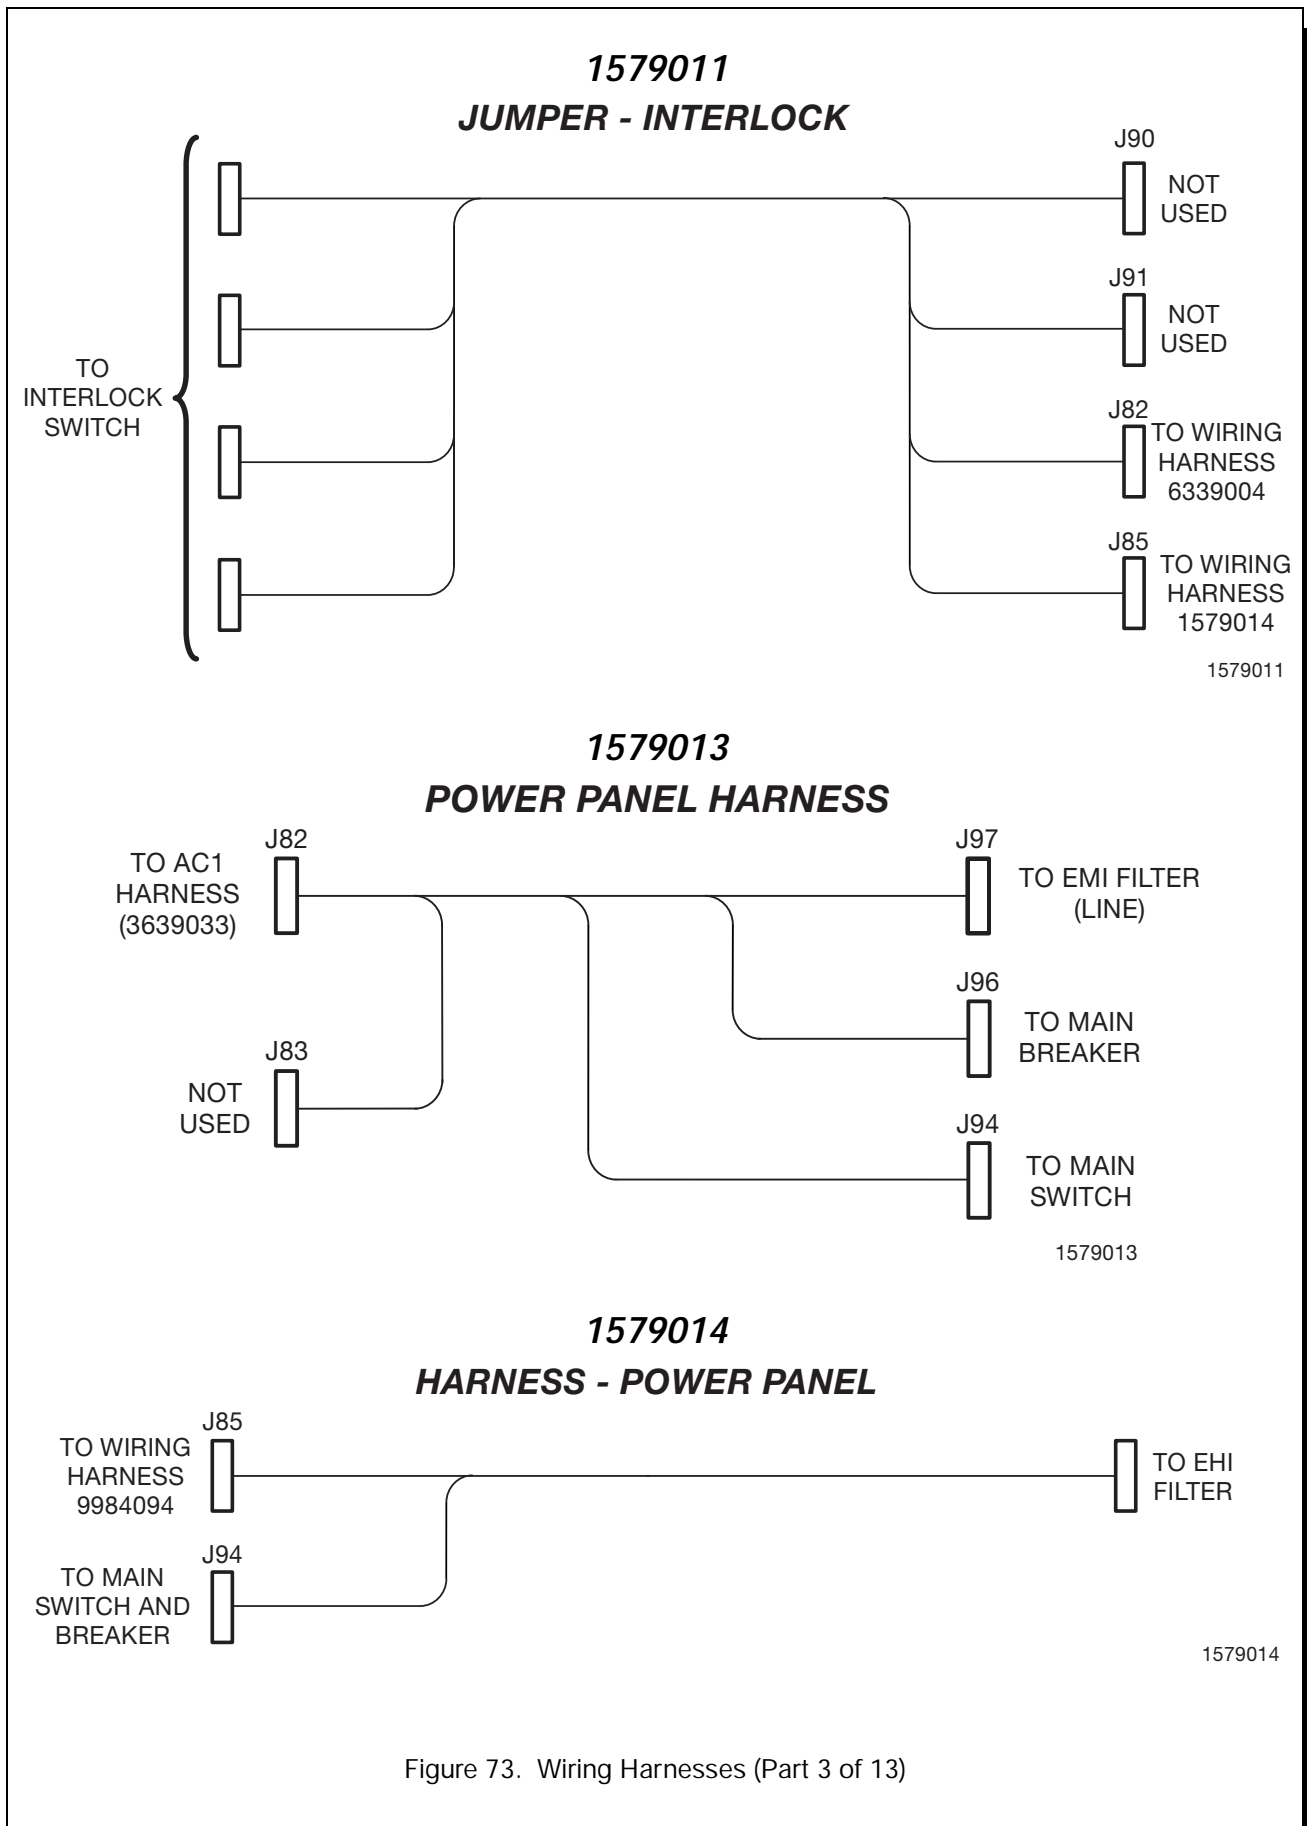 1579011
JUMPER - INTERLOCK
TO
INTERLOCK
SWITCH
J90
NOT
USED
J91
NOT
USED
J82
TO WIRING
HARNESS
6339004
J85
TO WIRING
HARNESS
1579014
1579011
1579013
POWER PANEL HARNESS
J82
TO AC1
HARNESS
(3639033)
J83
NOT
USED
J97
TO EMI FILTER
(LINE)
J96
TO MAIN
BREAKER
J94
TO MAIN
SWITCH
1579013
1579014
HARNESS - POWER PANEL
J85
TO WIRING
HARNESS
9984094
J94
TO MAIN
SWITCH AND
BREAKER
TO EHI
FILTER
1579014
Figure 73. Wiring Harnesses (Part 3 of 13)